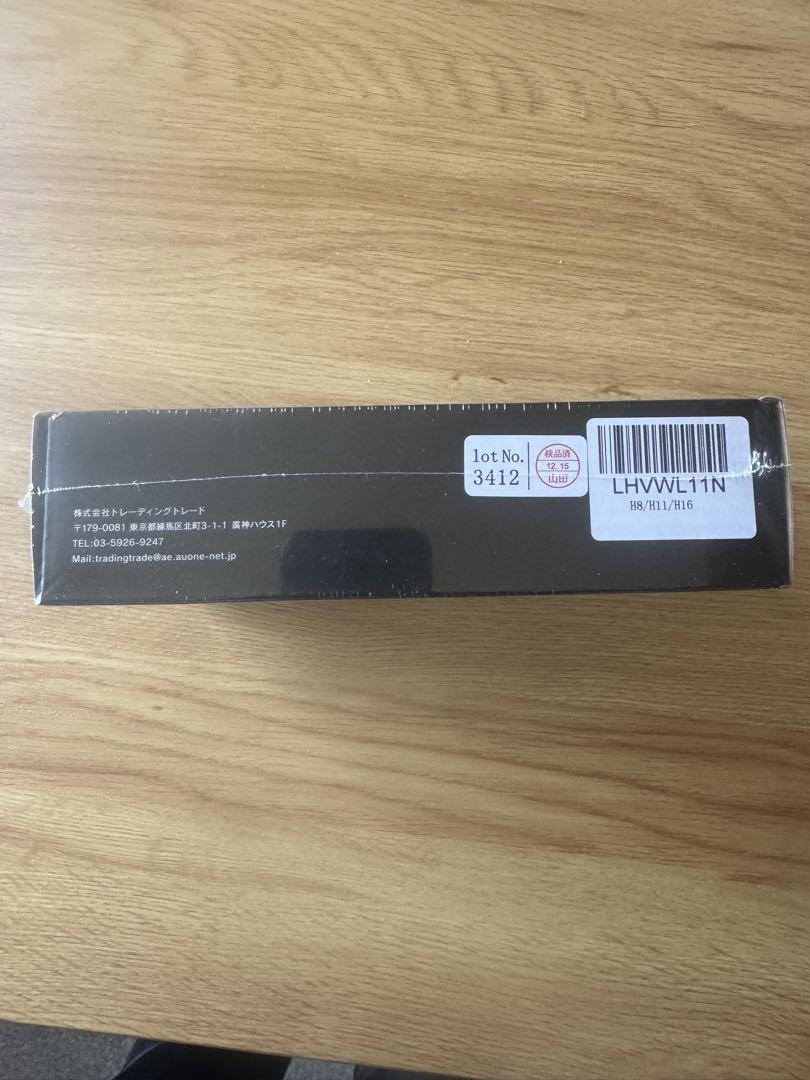 株式会社トレーディングトレード
〒179-0081 東京都練馬区北町3-1-1 廣神ハウス1F
TEL:03-5926-9247
Mail:tradingtrade@ae.auone-net.jp
lot No.
3412
検品済
12.15
山田
LHVWL11N
H8/H11/H16